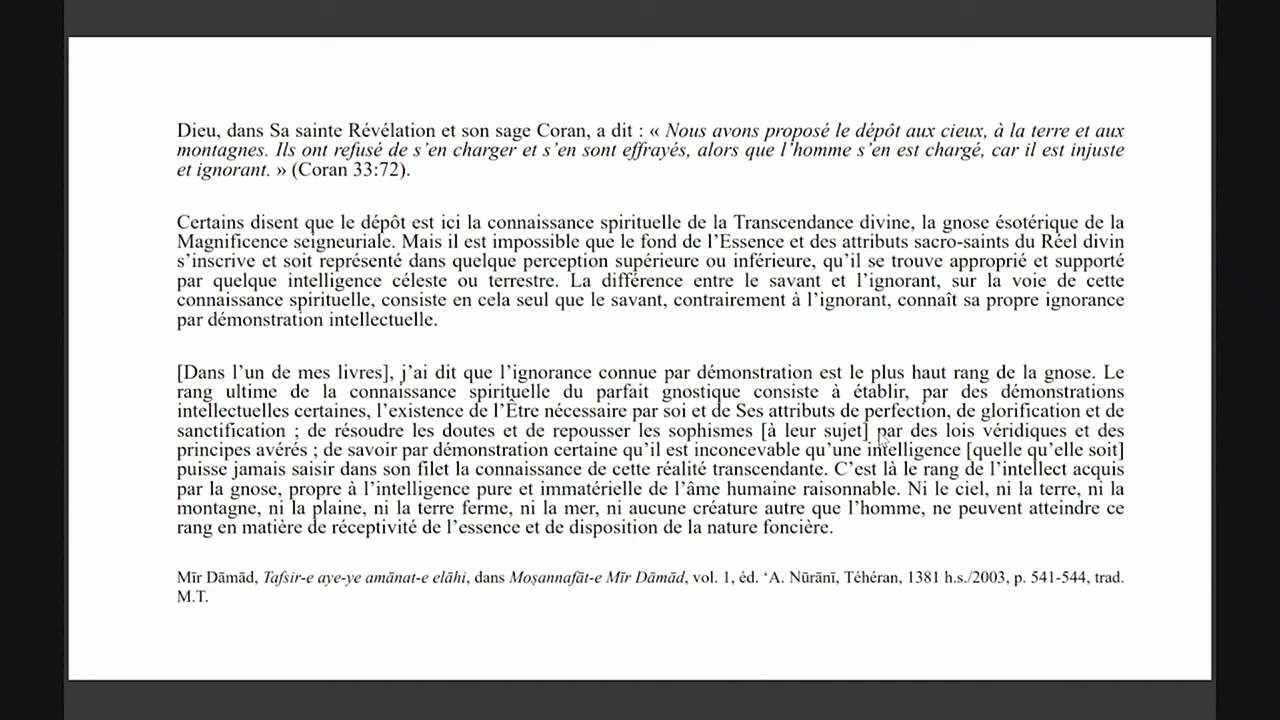 Dieu, dans Sa sainte Révélation et son sage Coran, a dit : « Nous avons proposé le dépôt aux cieux, à la terre et aux
montagnes. Ils ont refusé de s’en charger et s’en sont effrayés, alors que l’homme s’en est chargé, car il est injuste
et ignorant. » (Coran 33:72).
Certains disent que le dépôt est ici la connaissance spirituelle de la Transcendance divine, la gnose ésotérique de la
Magnificence seigneuriale. Mais il est impossible que le fond de l’Essence et des attributs sacro-saints du Réel divin
s’inscrive et soit représenté dans quelque perception supérieure ou inférieure, qu’il se trouve approprié et supporté
par quelque intelligence céleste ou terrestre. La différence entre le savant et l’ignorant, sur la voie de cette
connaissance spirituelle, consiste en cela seul que le savant, contrairement à l’ignorant, connaît sa propre ignorance
par démonstration intellectuelle.
[Dans l’un de mes livres], j’ai dit que l’ignorance connue par démonstration est le plus haut rang de la gnose. Le
rang ultime de la connaissance spirituelle du parfait gnostique consiste à établir, par des démonstrations
intellectuelles certaines, l’existence de l’Être nécessaire par soi et de Ses attributs de perfection, de glorification et de
sanctification ; de résoudre les doutes et de repousser les sophismes [à leur sujet] par des lois véridiques et des
principes avérés ; de savoir par démonstration certaine qu’il est inconcevable qu’une intelligence [quelle qu’elle soit]
puisse jamais saisir dans son filet la connaissance de cette réalité transcendante. C’est là le rang de l’intellect acquis
par la gnose, propre à l’intelligence pure et immatérielle de l’âme humaine raisonnable. Ni le ciel, ni la terre, ni la
montagne, ni la plaine, ni la terre ferme, ni la mer, ni aucune créature autre que l’homme, ne peuvent atteindre ce
rang en matière de réceptivité de l’essence et de disposition de la nature foncière.
Mīr Dāmād, Tafsir-e aye-ye amānat-e elāhi, dans Moṣannafāt-e Mīr Dāmād, vol. 1, éd. ‘A. Nūrānī, Téhéran, 1381 h.s./2003, p. 541-544, trad.
M.T.